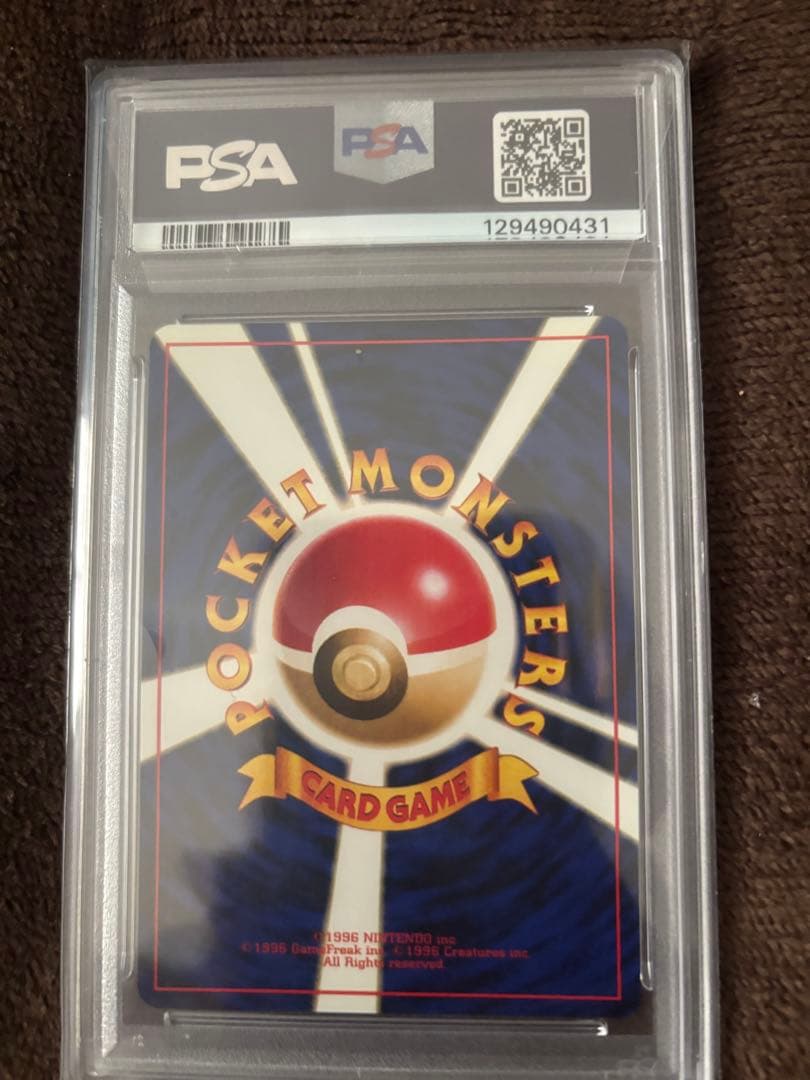 PSA
PSA
129490431
POCKET MONSTERS
CARD GAME
©1996 NINTENDO inc.
©1996 GameFreak inc. ©1996 Creatures inc.
All Rights reserved.